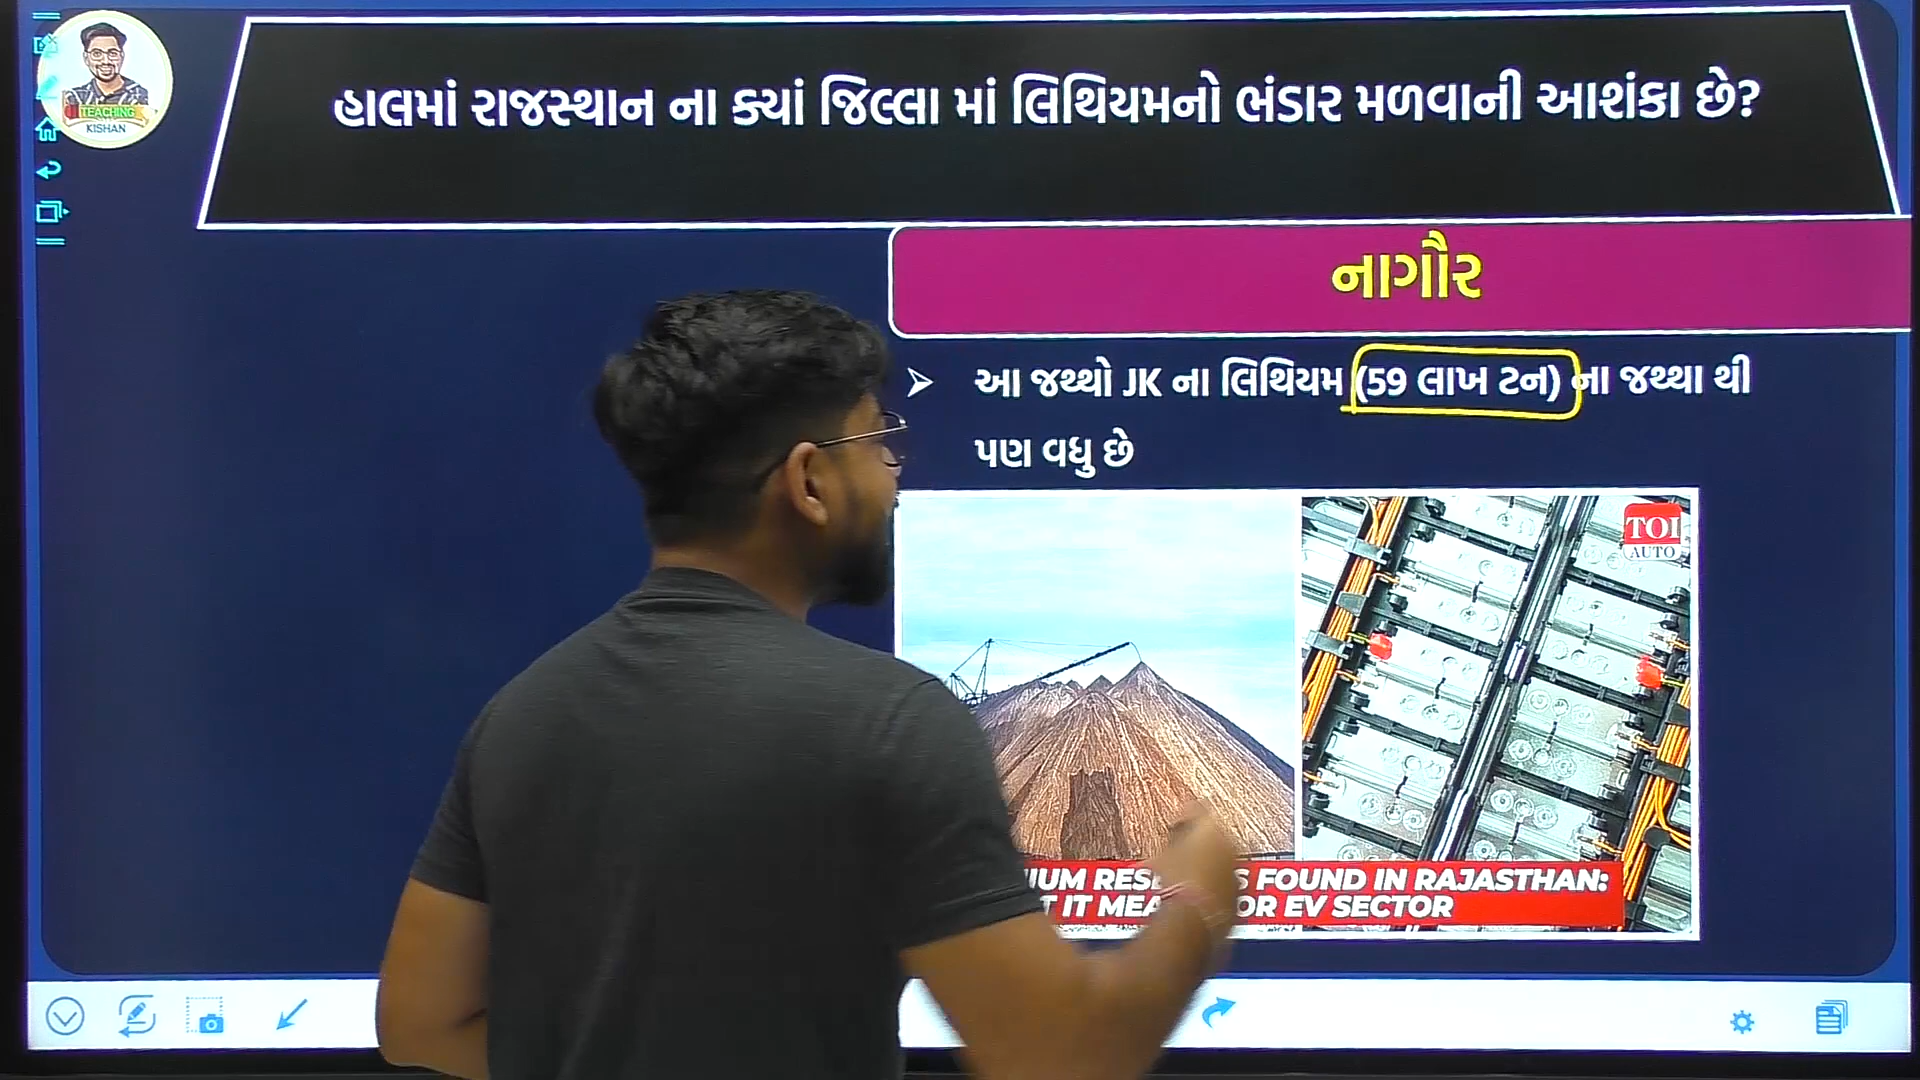 TEACHING
KISHAN
હાલમાં રાજસ્થાન ના ક્યાં જિલ્લા માં લિથિયમનો ભંડાર મળવાની આશંકા છે?
નાગૌર
આ જથ્થો JK ના લિથિયમ (59 લાખ ટન) ના જથ્થા થી
પણ વધુ છે
TOI
AUTO
FOUND IN RAJASTHAN:
IT EV SECTOR